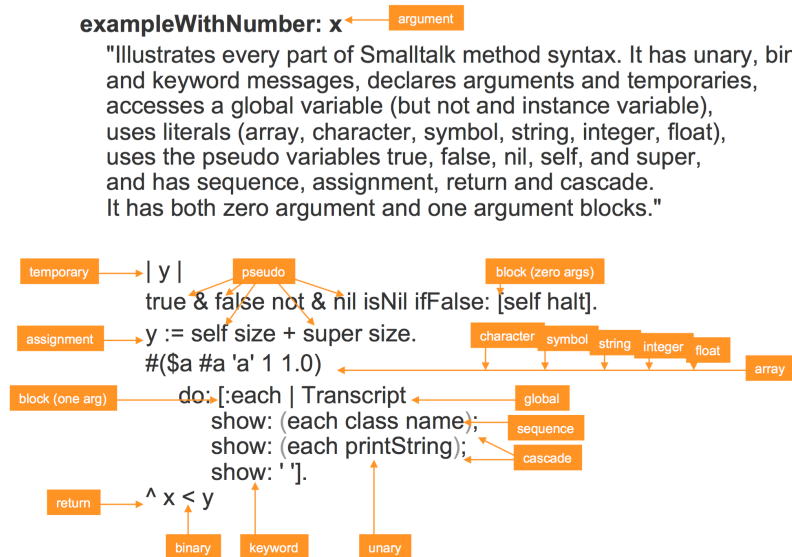 exampleWithNumber: x
argument
"Illustrates every part of Smalltalk method syntax. It has unary,
and keyword messages, declares arguments and temporaries,
accesses a global variable (but not and instance variable),
uses literals (array, character, symbol, string, integer, float),
uses the pseudo variables true, false, nil, self, and super,
and has sequence, assignment, return and cascade.
It has both zero argument and one argument blocks."
temporary
| y |
pseudo
block (zero args)
true & false not & nil isNil ifFalse: [self halt].
assignment
y := self size + super size.
character
symbol
string
integer
float
#($a #a 'a' 1 1.0)
array
block (one arg)
do: [:each | Transcript
global
show: (each class name);
sequence
show: (each printString);
cascade
show: ' '].
return
^ x < y
binary
keyword
unary